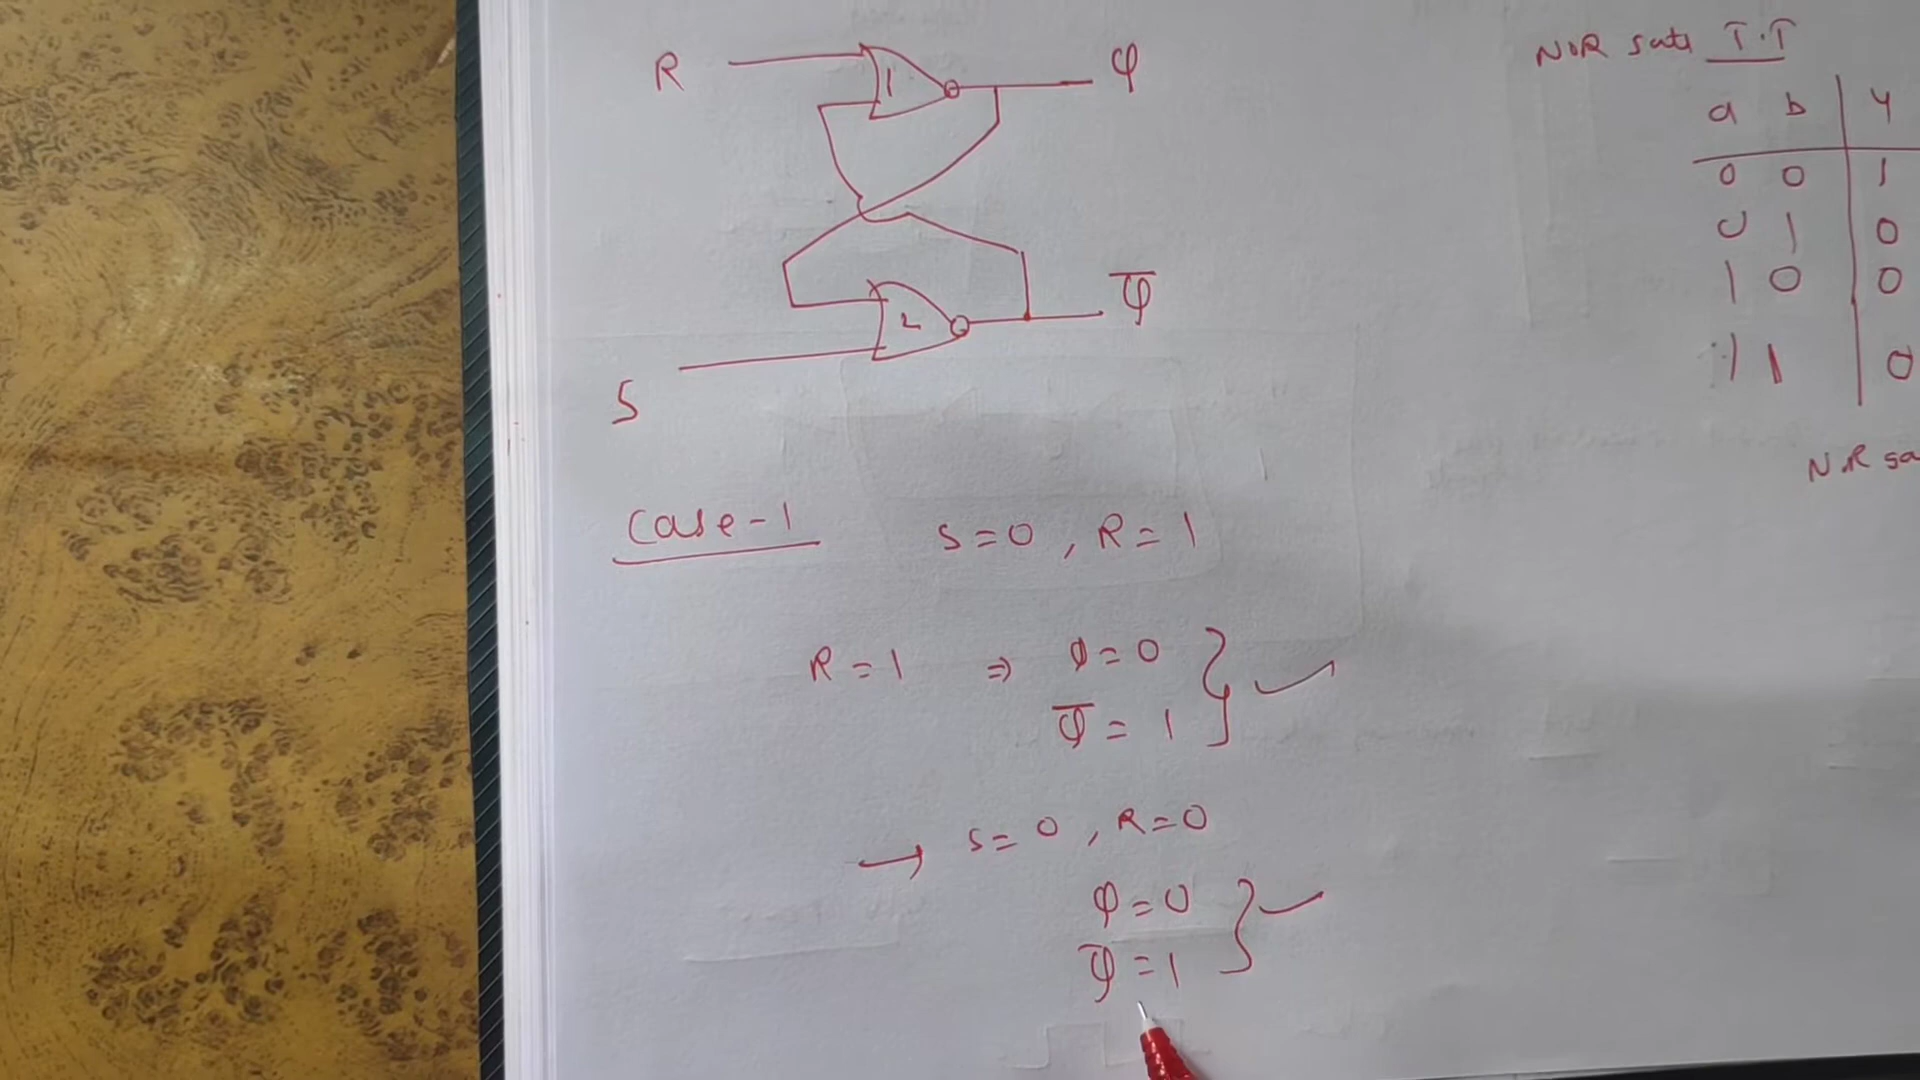 R 1 Q
2 Q̅
S
Case-1 S=0, R=1
R=1 ⇒ Q=0
Q̅=1
→ S=0, R=0
Q=0
Q̅=1
NOR T.T
a b Y
0 0 1
0 1 0
1 0 0
1 1 0